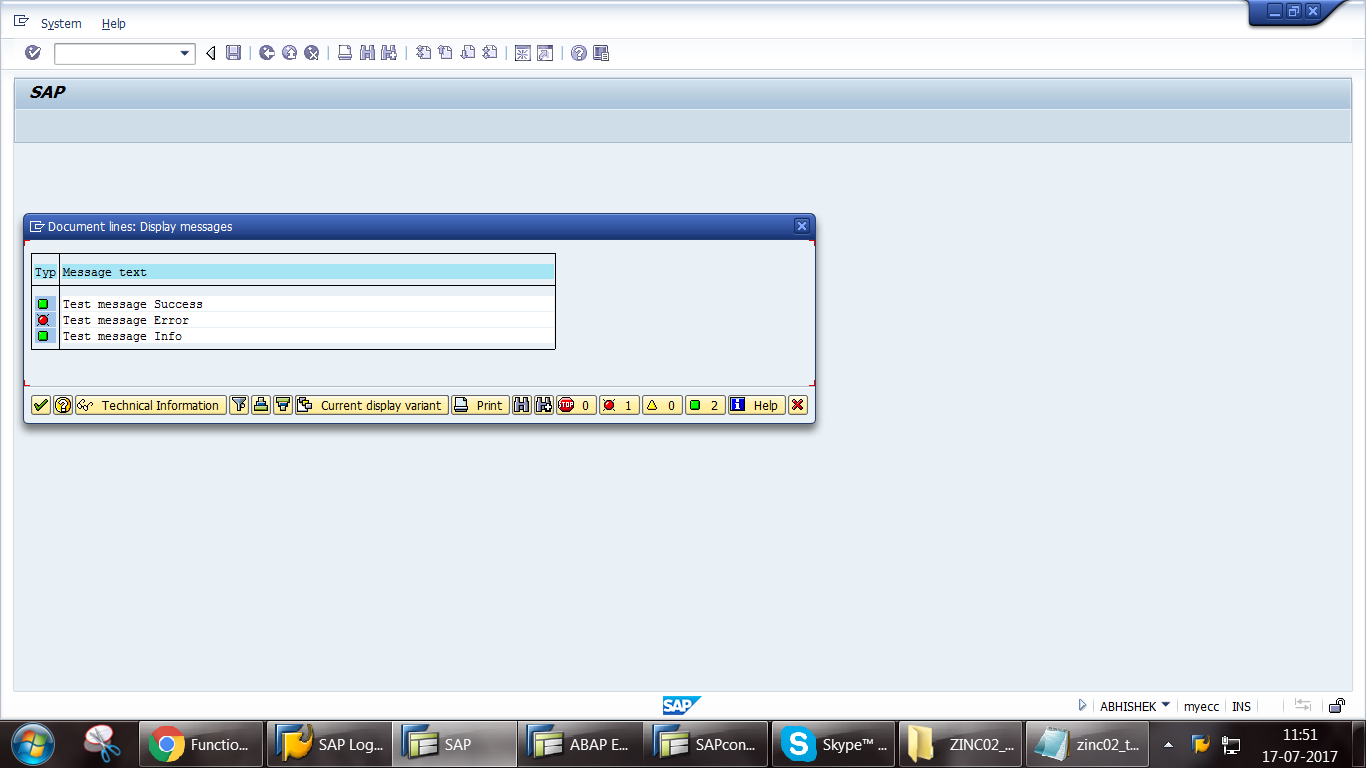 System Help
SAP
Document lines: Display messages
Typ Message text
Test message Success
Test message Error
Test message Info
Technical Information Current display variant Print STOP 0 1 0 2 Help
SAP
ABHISHEK myecc INS
Functio... SAP Log... SAP ABAP E... SAPcon... Skype™ ... ZINC02_... zinc02_t... 11:51
17-07-2017